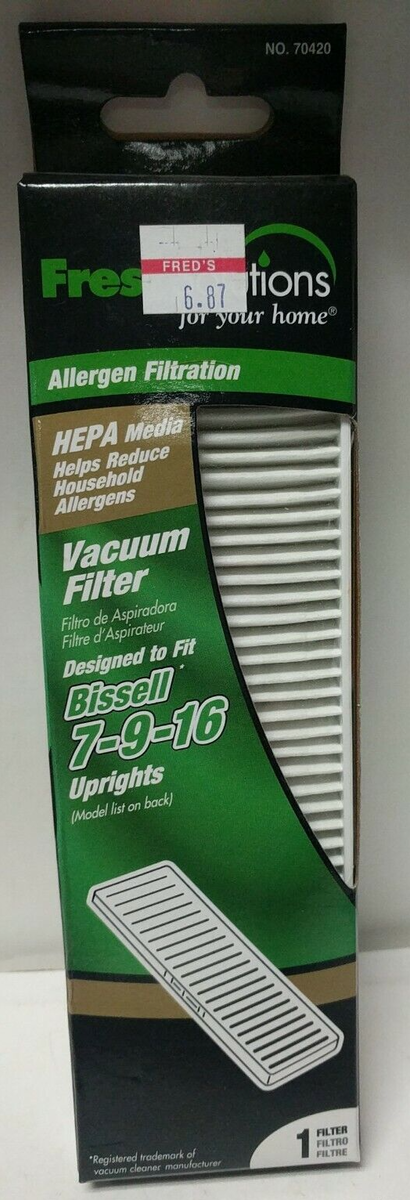 NO. 70420
FRED'S
6.87
for your home®
Allergen Filtration
HEPA Media
Helps Reduce
Household
Allergens
Vacuum
Filter
Filtro de Aspiradora
Filtre d'Aspirateur
Designed to Fit
Bissell*
7-9-16
Uprights
(Model list on back)
1 FILTER
FILTRO
FILTRE
*Registered trademark of
vacuum cleaner manufacturer